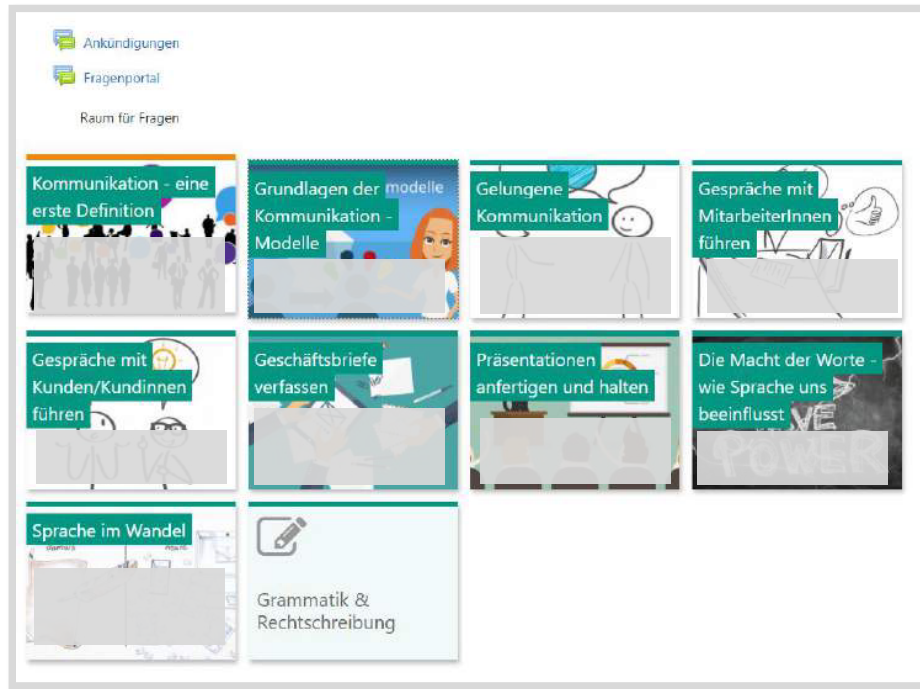 Ankündigungen
Fragenportal
Raum für Fragen
Kommunikation - eine
erste Definition
Grundlagen der
Kommunikation -
Modelle
modelle
Gelungene
Kommunikation
Gespräche mit
MitarbeiterInnen
führen
Gespräche mit
Kunden/Kundinnen
führen
Geschäftsbriefe
verfassen
Präsentationen
anfertigen und halten
Die Macht der Worte -
wie Sprache uns
beeinflusst
POWER
Sprache im Wandel
Grammatik &
Rechtschreibung